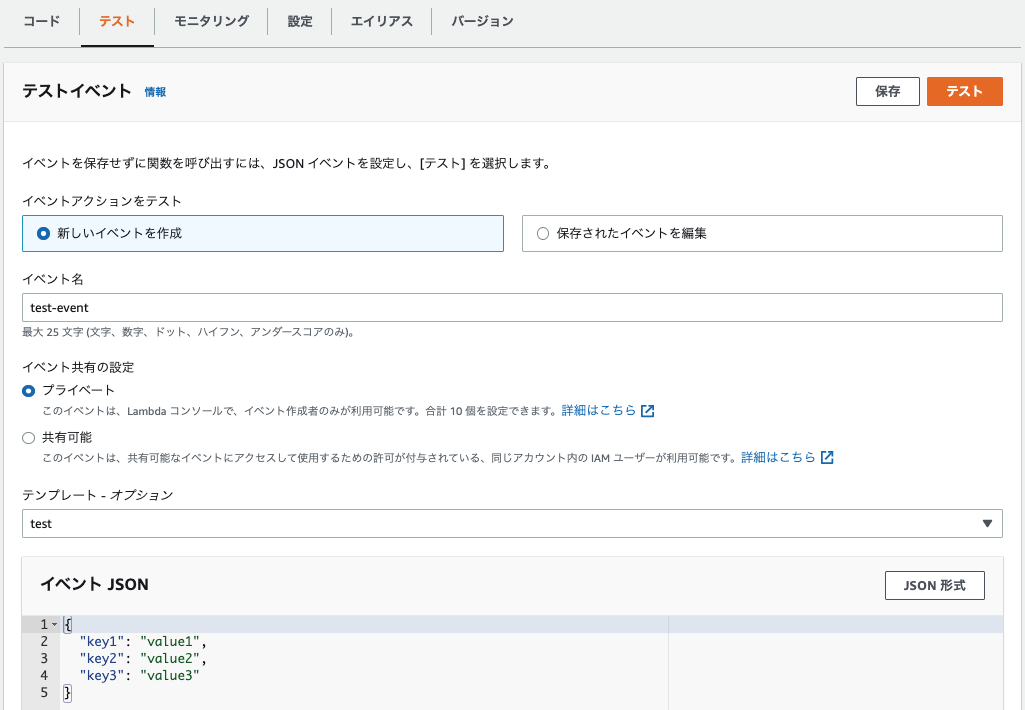 コード テスト モニタリング 設定 エイリアス バージョン
テストイベント 情報 保存 テスト
イベントを保存せずに関数を呼び出すには、JSON イベントを設定し、[テスト] を選択します。
イベントアクションをテスト
新しいイベントを作成 保存されたイベントを編集
イベント名
test-event
最大 25 文字 (文字、数字、ドット、ハイフン、アンダースコアのみ)。
イベント共有の設定
プライベート
このイベントは、Lambda コンソールで、イベント作成者のみが利用可能です。合計 10 個を設定できます。詳細はこちら
共有可能
このイベントは、共有可能なイベントにアクセスして使用するための許可が付与されている、同じアカウント内の IAM ユーザーが利用可能です。詳細はこちら
テンプレート - オプション
test
イベント JSON JSON 形式
1 {
2 "key1": "value1",
3 "key2": "value2",
4 "key3": "value3"
5 }